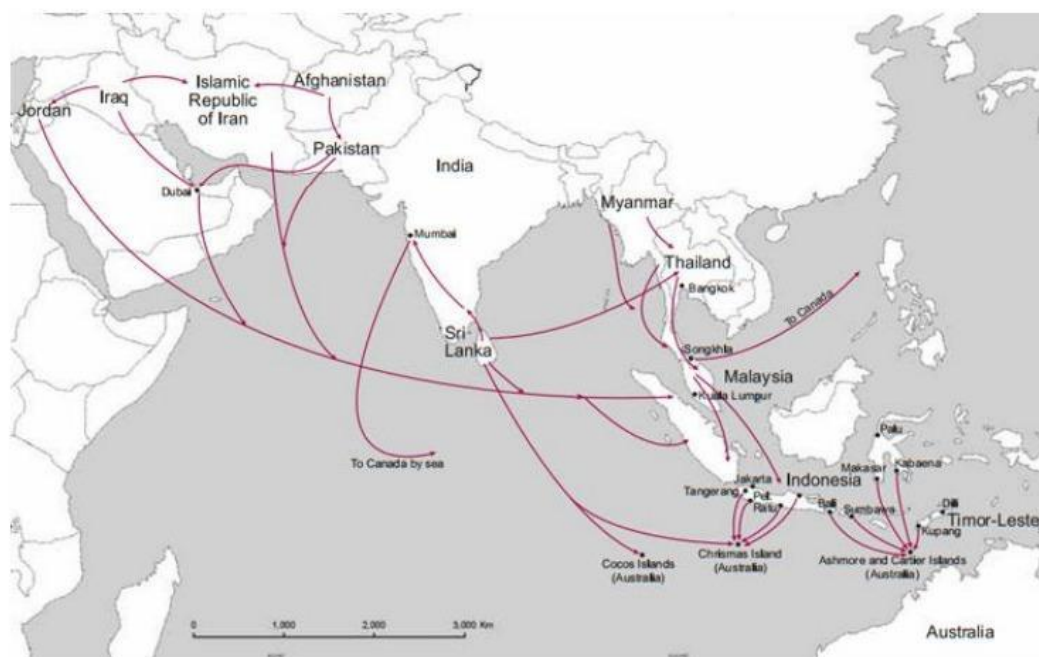 Islamic
Republic
of Iran
Afghanistan
Iraq
Jordan
Pakistan
India
Dubai
Myanmar
Mumbai
Thailand
Bangkok
To Canada
Sri
Lanka
Songkhla
Malaysia
Kuala Lumpur
Palu
To Canada by sea
Makasar
Kabaena
Jakarta
Indonesia
Tangerang
Pelt
Ratu
Bali
Sumbawa
Dili
Timor-Leste
Kupang
Cocos Islands
(Australia)
Chrismas Island
(Australia)
Ashmore and Cartier Islands
(Australia)
0 1,000 2,000 3,000 Km
Australia